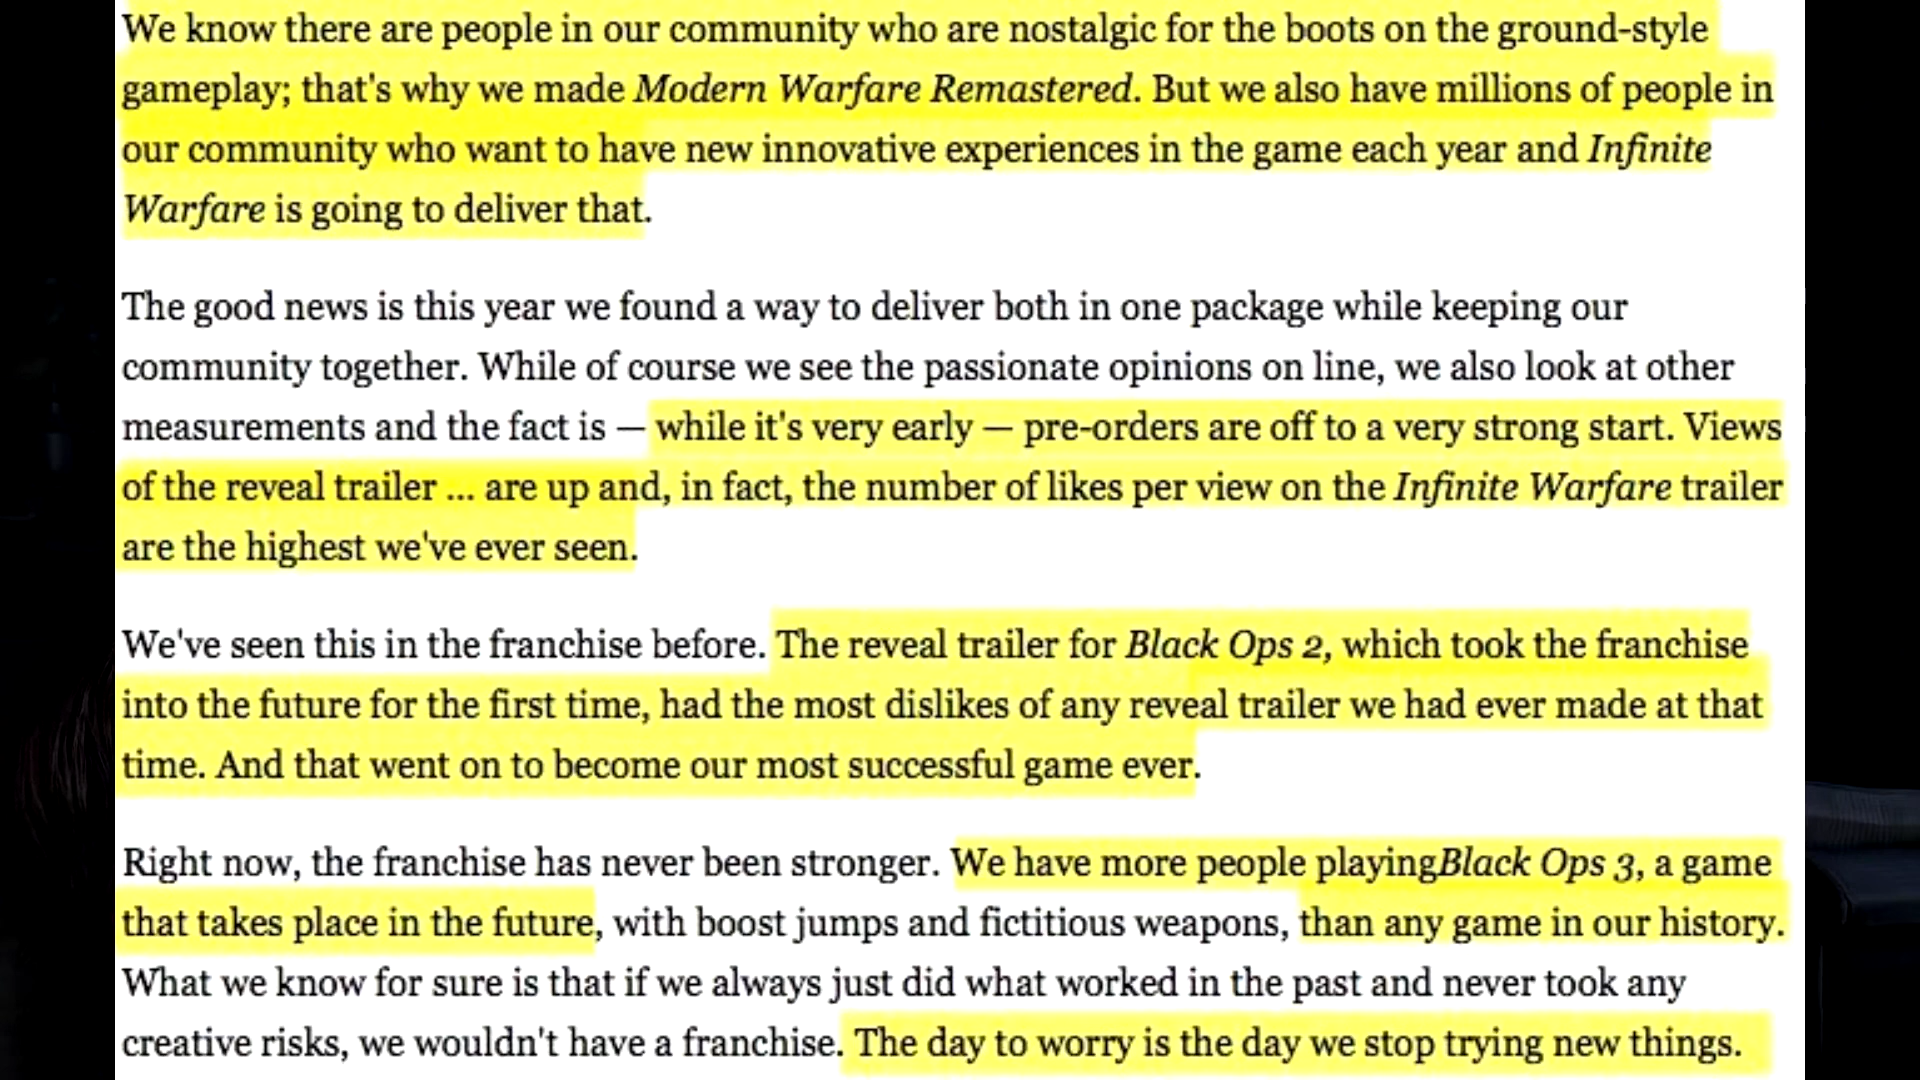 We know there are people in our community who are nostalgic for the boots on the ground-style
gameplay; that's why we made Modern Warfare Remastered. But we also have millions of people in
our community who want to have new innovative experiences in the game each year and Infinite
Warfare is going to deliver that.
The good news is this year we found a way to deliver both in one package while keeping our
community together. While of course we see the passionate opinions on line, we also look at other
measurements and the fact is — while it's very early — pre-orders are off to a very strong start. Views
of the reveal trailer ... are up and, in fact, the number of likes per view on the Infinite Warfare trailer
are the highest we've ever seen.
We've seen this in the franchise before. The reveal trailer for Black Ops 2, which took the franchise
into the future for the first time, had the most dislikes of any reveal trailer we had ever made at that
time. And that went on to become our most successful game ever.
Right now, the franchise has never been stronger. We have more people playingBlack Ops 3, a game
that takes place in the future, with boost jumps and fictitious weapons, than any game in our history.
What we know for sure is that if we always just did what worked in the past and never took any
creative risks, we wouldn't have a franchise. The day to worry is the day we stop trying new things.